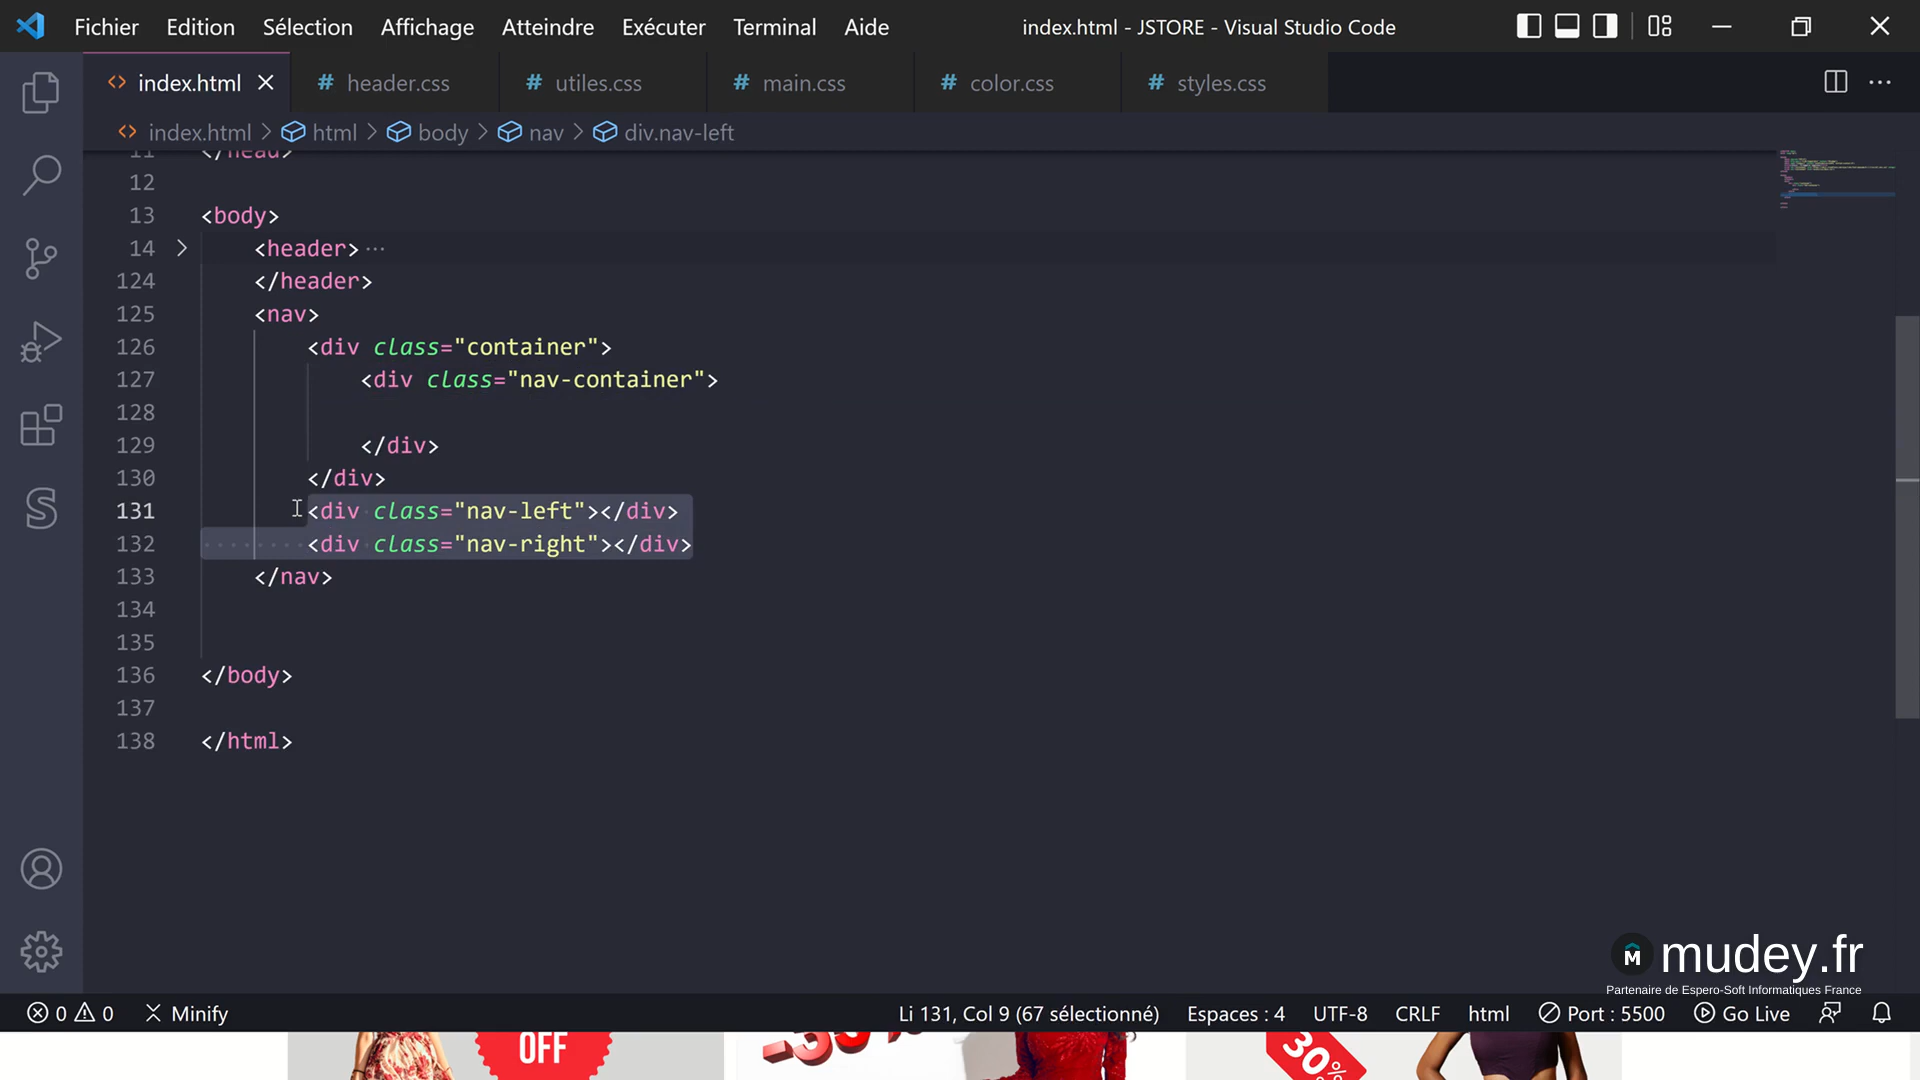 Fichier Edition Sélection Affichage Atteindre Exécuter Terminal Aide index.html - JSTORE - Visual Studio Code
index.html # header.css # utiles.css # main.css # color.css # styles.css
index.html > html > body > nav > div.nav-left
11 </head>
12
13 <body>
14 <header> ···
124 </header>
125 <nav>
126 <div class="container">
127 <div class="nav-container">
128
129 </div>
130 </div>
131 <div class="nav-left"></div>
132 <div class="nav-right"></div>
133 </nav>
134
135
136 </body>
137
138 </html>
M mudey.fr
Partenaire de Espero-Soft Informatiques France
0 0 Minify Li 131, Col 9 (67 sélectionné) Espaces : 4 UTF-8 CRLF html Port : 5500 Go Live
OFF 30%